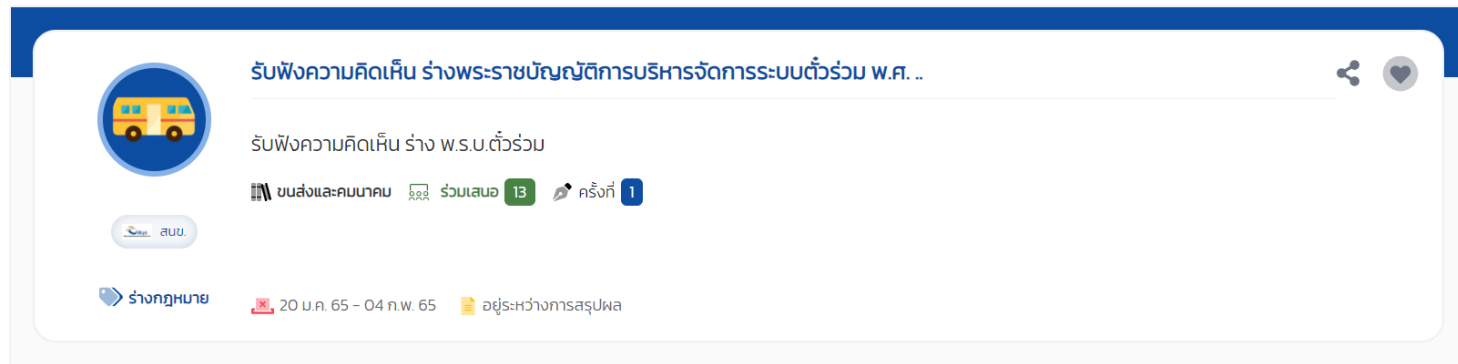 รับฟังความคิดเห็น ร่างพระราชบัญญัติการบริหารจัดการระบบตั๋วร่วม พ.ศ. ..
รับฟังความคิดเห็น ร่าง พ.ร.บ.ตั๋วร่วม
ขนส่งและคมนาคม ร่วมเสนอ 13 ครั้งที่ 1
สนข.
ร่างกฎหมาย 20 ม.ค. 65 - 04 ก.พ. 65 อยู่ระหว่างการสรุปผล